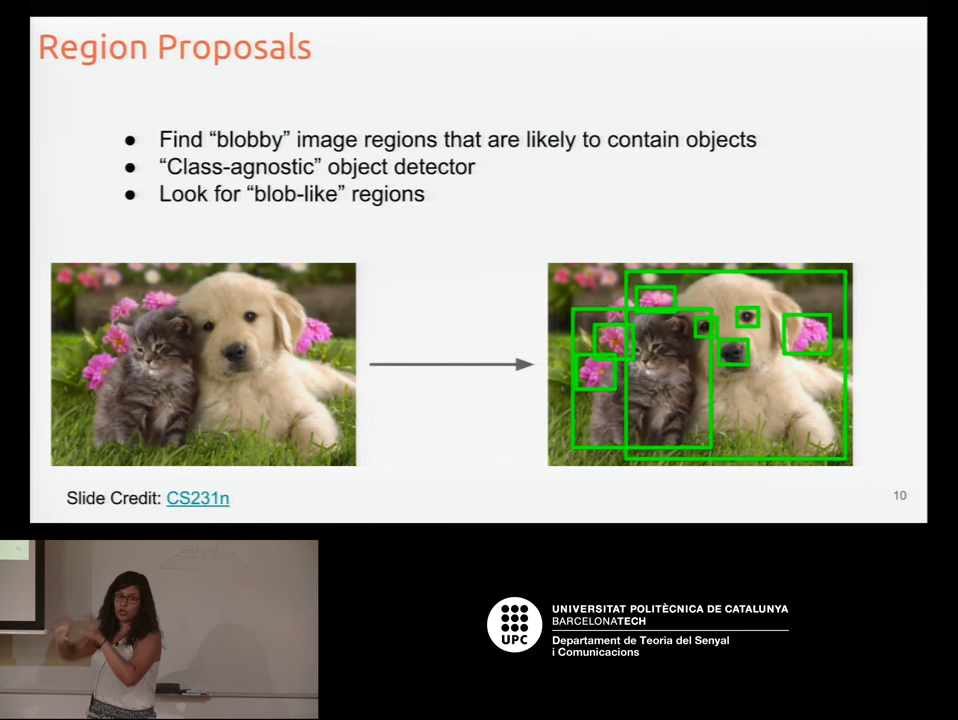 Region Proposals
● Find “blobby” image regions that are likely to contain objects
● “Class-agnostic” object detector
● Look for “blob-like” regions
Slide Credit: CS231n
10
UPC
UNIVERSITAT POLITÈCNICA DE CATALUNYA
BARCELONATECH
Departament de Teoria del Senyal
i Comunicacions